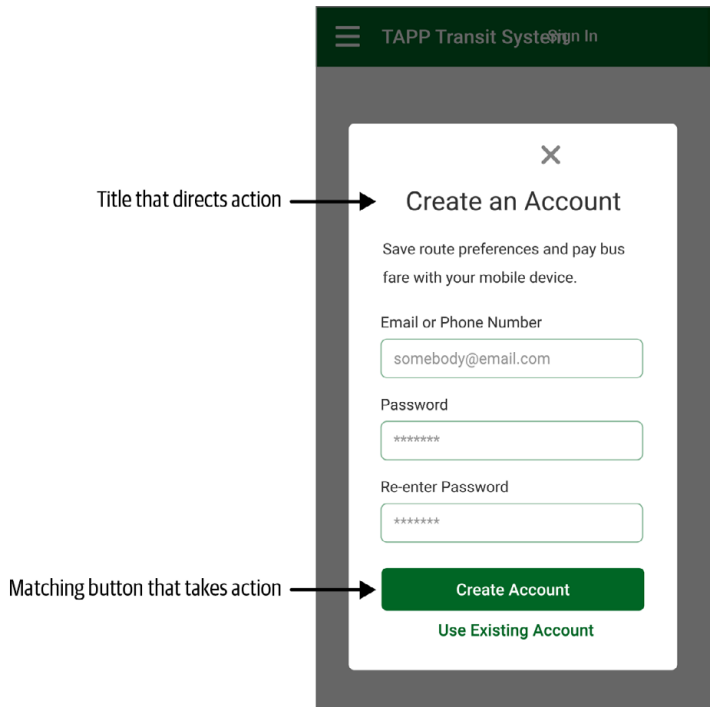 TAPP Transit System Sign In
Title that directs action
Create an Account
Save route preferences and pay bus
fare with your mobile device.
Email or Phone Number
somebody@email.com
Password
*******
Re-enter Password
*******
Matching button that takes action
Create Account
Use Existing Account